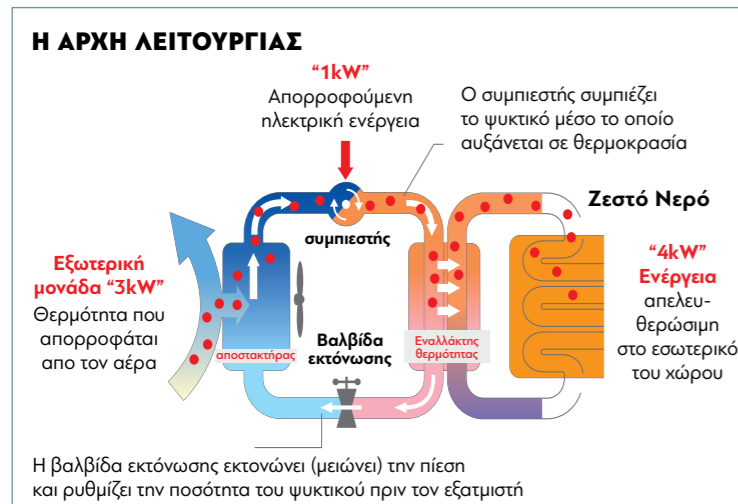 Η ΑΡΧΗ ΛΕΙΤΟΥΡΓΙΑΣ
“1kW”
Απορροφούμενη
ηλεκτρική ενέργεια
Ο συμπιεστής συμπιέζει
το ψυκτικό μέσο το οποίο
αυξάνεται σε θερμοκρασία
συμπιεστής
Ζεστό Νερό
Εξωτερική
μονάδα “3kW”
Θερμότητα που
απορροφάται
απο τον αέρα
αποστακτήρας
Βαλβίδα
εκτόνωσης
Εναλλάκτης
θερμότητας
“4kW”
Ενέργεια
απελευ-
θερώσιμη
στο εσωτερικό
του χώρου
Η βαλβίδα εκτόνωσης εκτονώνει (μειώνει) την πίεση
και ρυθμίζει την ποσότητα του ψυκτικού πριν τον εξατμιστή